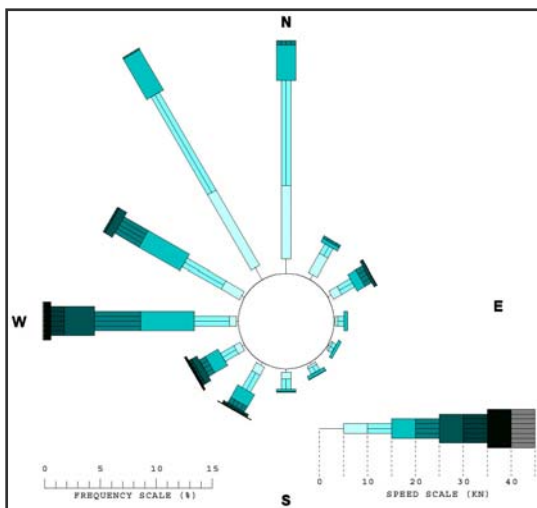 N
W
E
0 5 10 15
FREQUENCY SCALE (%)
0 10 20 30 40
SPEED SCALE (KN)
S